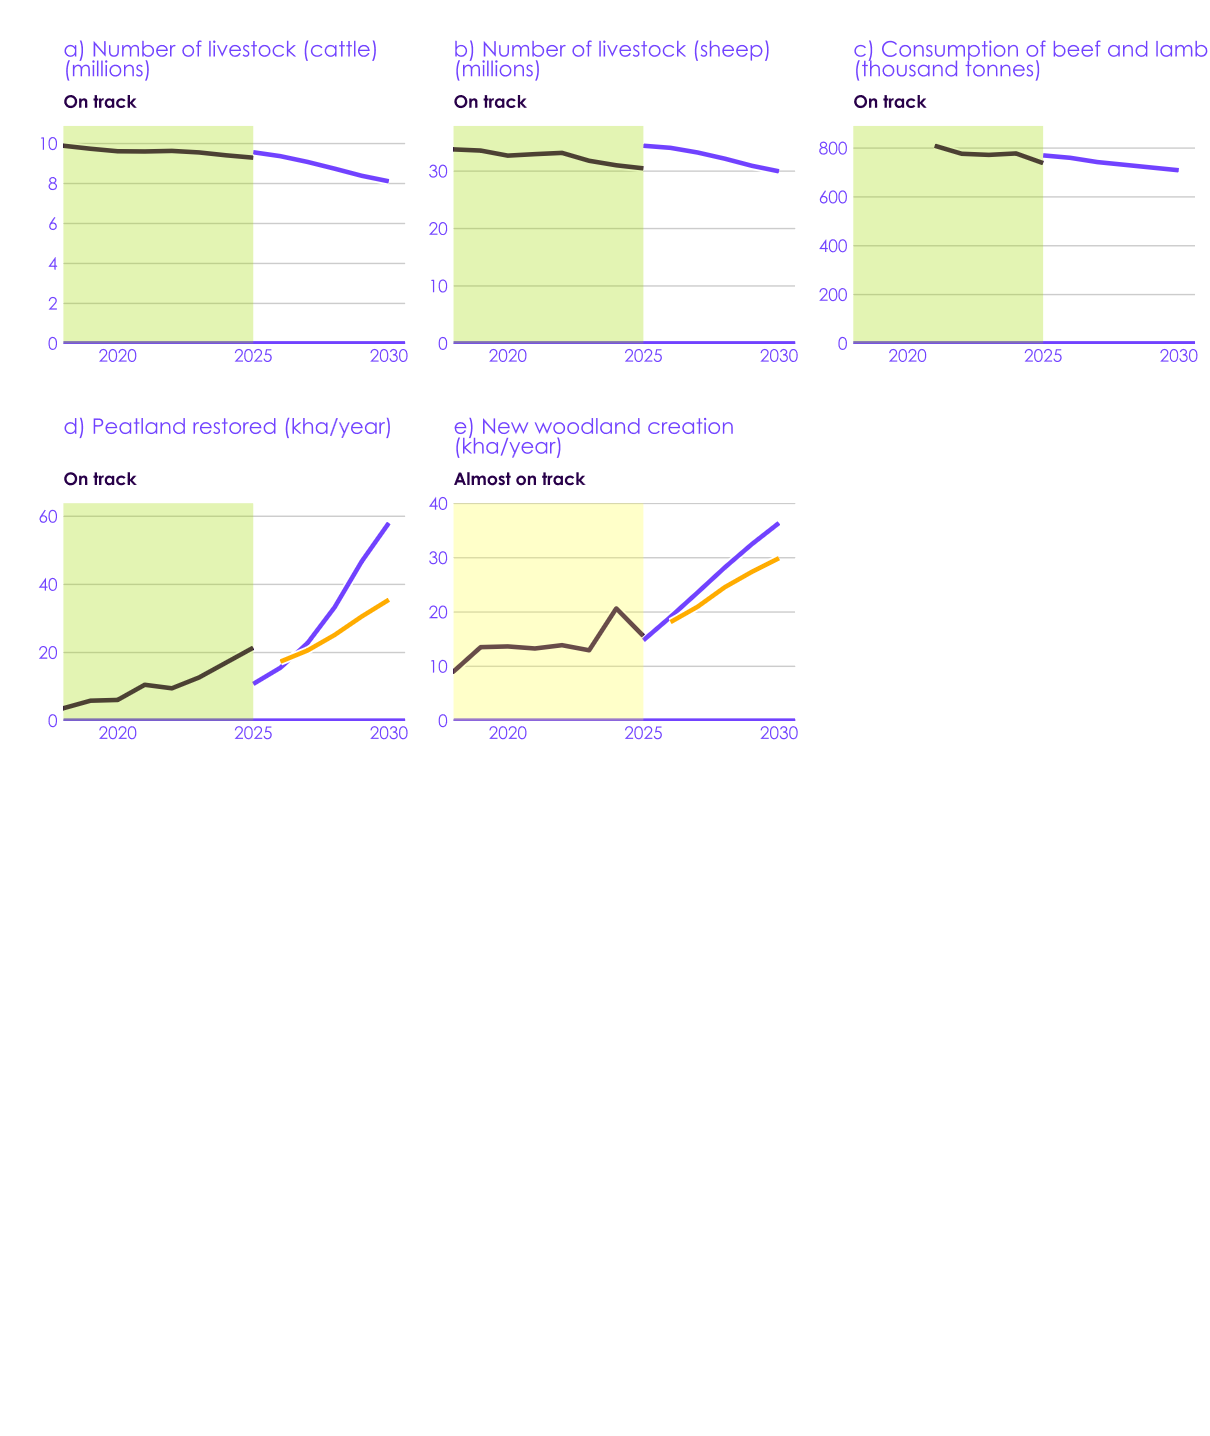 a) Number of livestock (cattle)
(millions)
On track
10
8
6
4
2
0
2020
2025
2030
b) Number of livestock (sheep)
(millions)
On track
30
20
10
0
2020
2025
2030
c) Consumption of beef and lamb
(thousand tonnes)
On track
800
600
400
200
0
2020
2025
2030
d) Peatland restored (kha/year)
On track
60
40
20
0
2020
2025
2030
e) New woodland creation
(kha/year)
Almost on track
40
30
20
10
0
2020
2025
2030